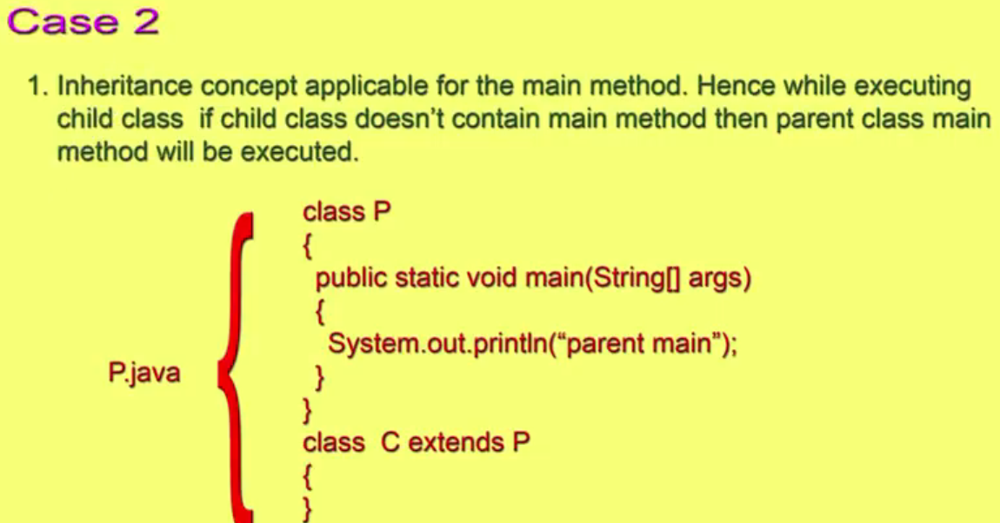 Case 2
1. Inheritance concept applicable for the main method. Hence while executing
child class if child class doesn't contain main method then parent class main
method will be executed.
class P
{
public static void main(String[] args)
{
System.out.println(“parent main”);
P.java
}
}
class C extends P
{
}